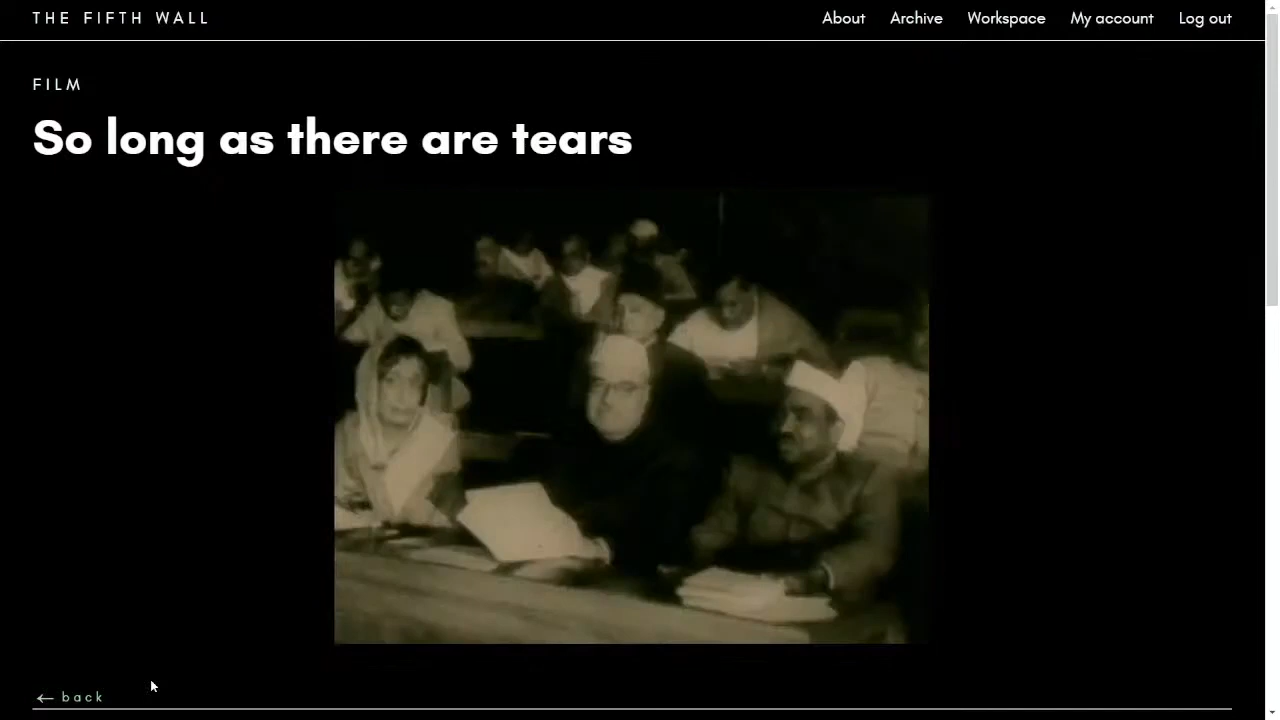 THE FIFTH WALL
About Archive Workspace My account Log out
FILM
So long as there are tears
← back